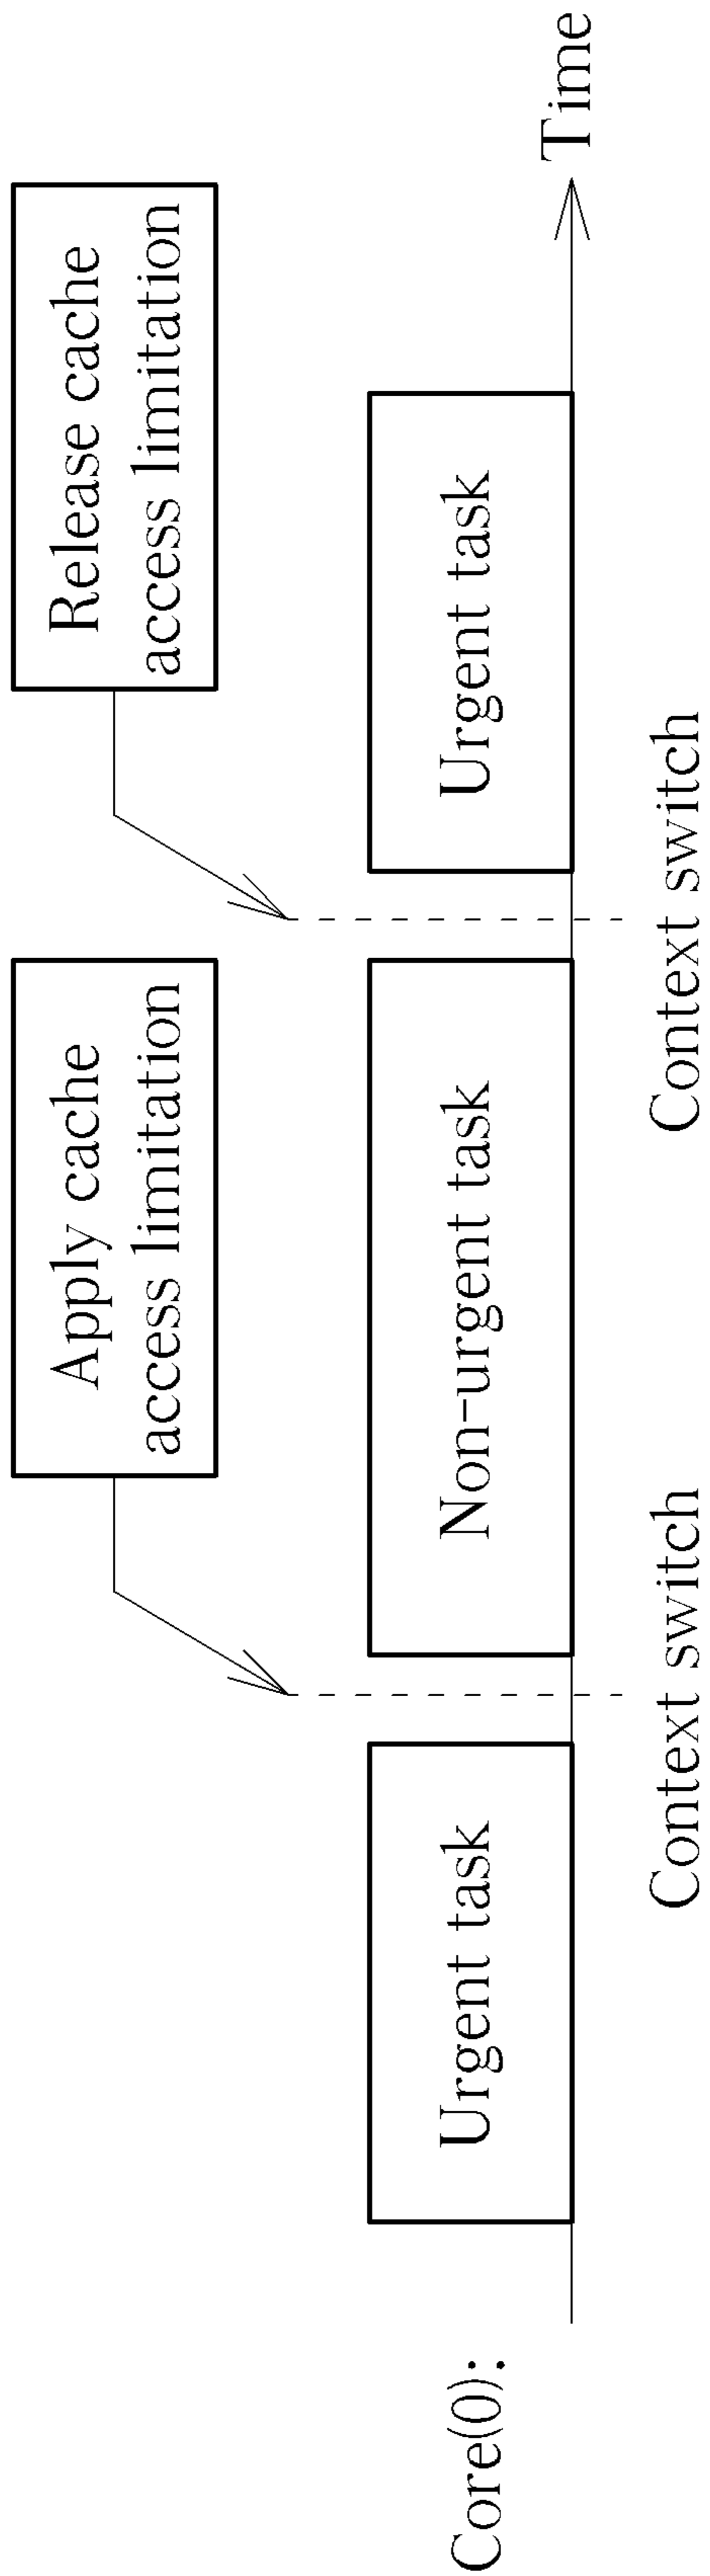 Apply cache
access limitation
Release cache
access limitation
Core(0):
Urgent task
Non-urgent task
Urgent task
Time
Context switch
Context switch